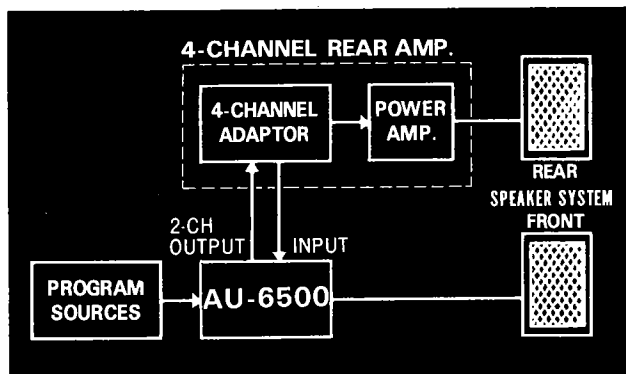 4-CHANNEL REAR AMP.
4-CHANNEL
ADAPTOR
POWER
AMP.
REAR
SPEAKER SYSTEM
FRONT
2-CH
OUTPUT
INPUT
PROGRAM
SOURCES
AU-6500